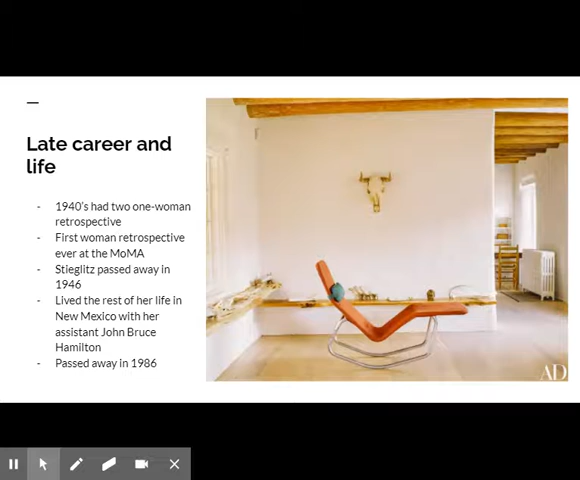 Late career and
life
- 1940's had two one-woman
retrospective
- First woman retrospective
ever at the MoMA
- Stieglitz passed away in
1946
- Lived the rest of her life in
New Mexico with her
assistant John Bruce
Hamilton
- Passed away in 1986
AD